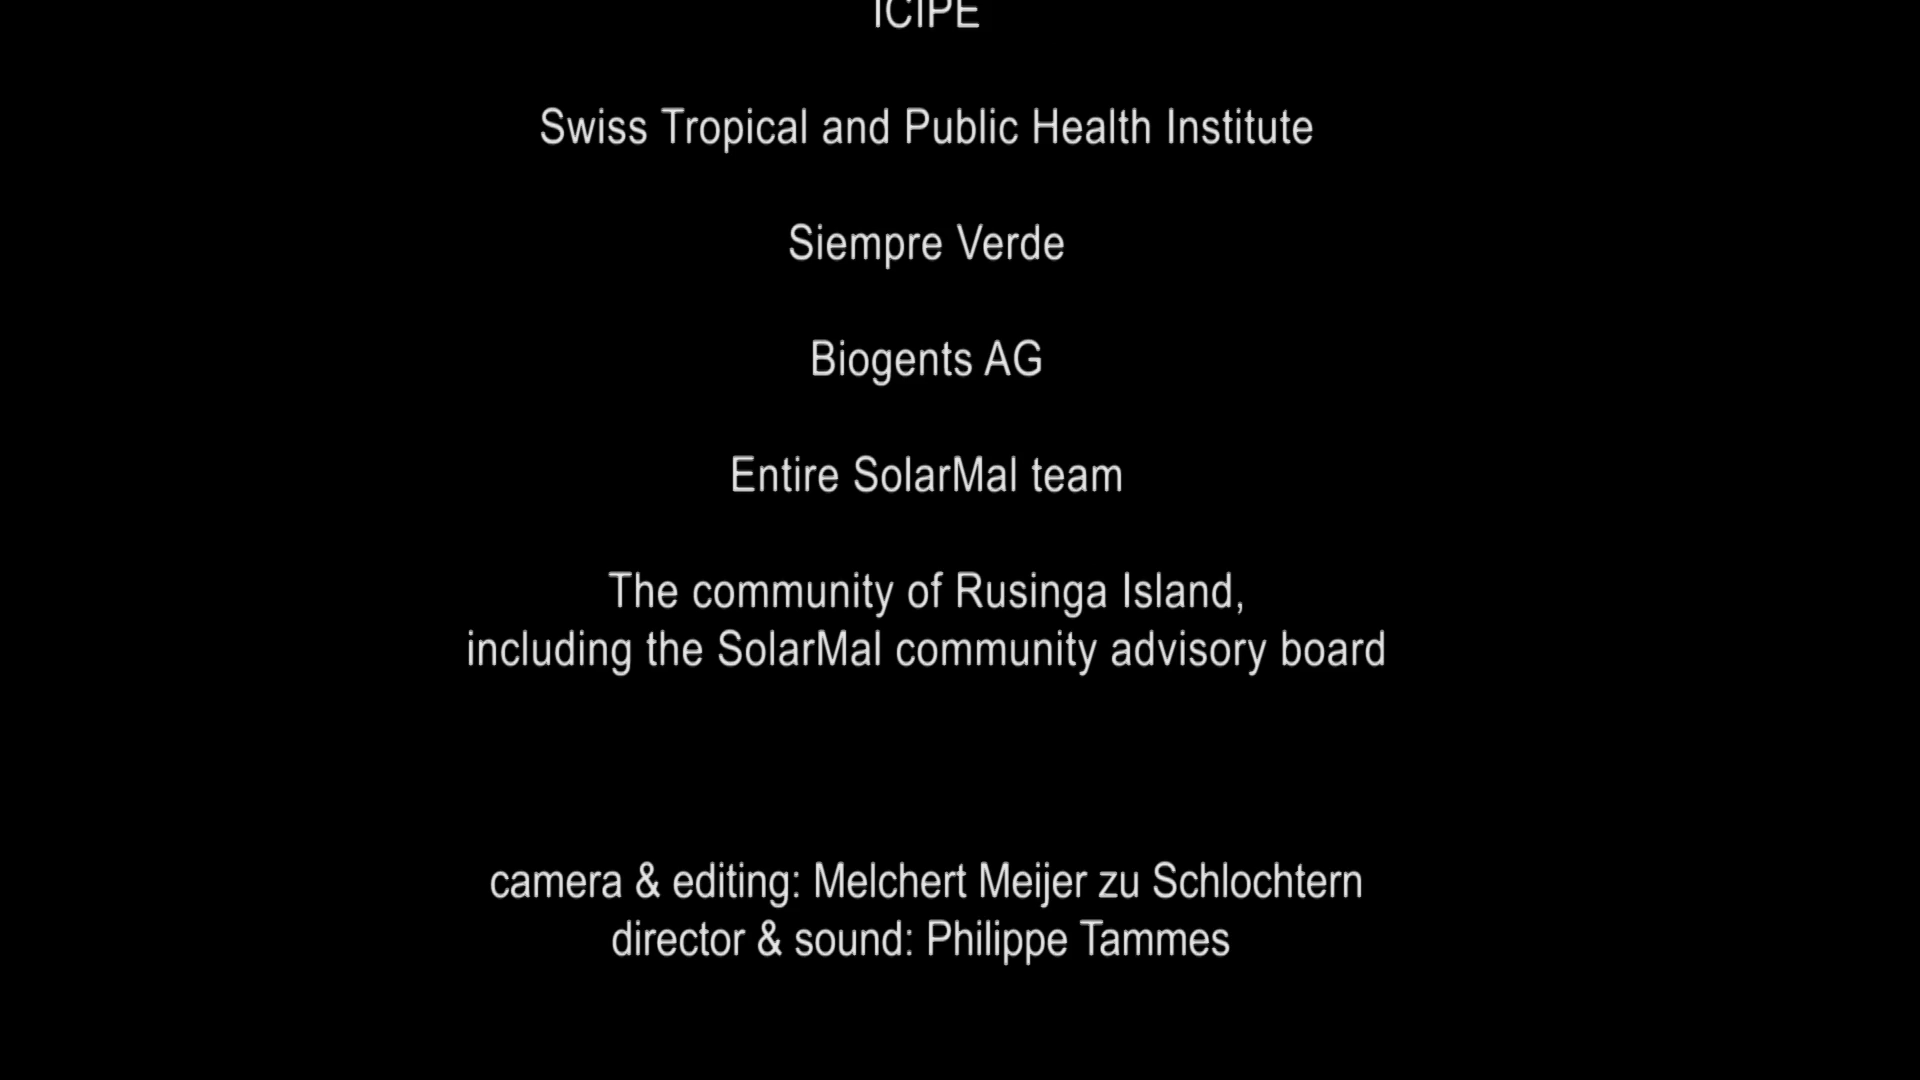 ICIPE
Swiss Tropical and Public Health Institute
Siempre Verde
Biogents AG
Entire SolarMal team
The community of Rusinga Island,
including the SolarMal community advisory board
camera & editing: Melchert Meijer zu Schlochtern
director & sound: Philippe Tammes